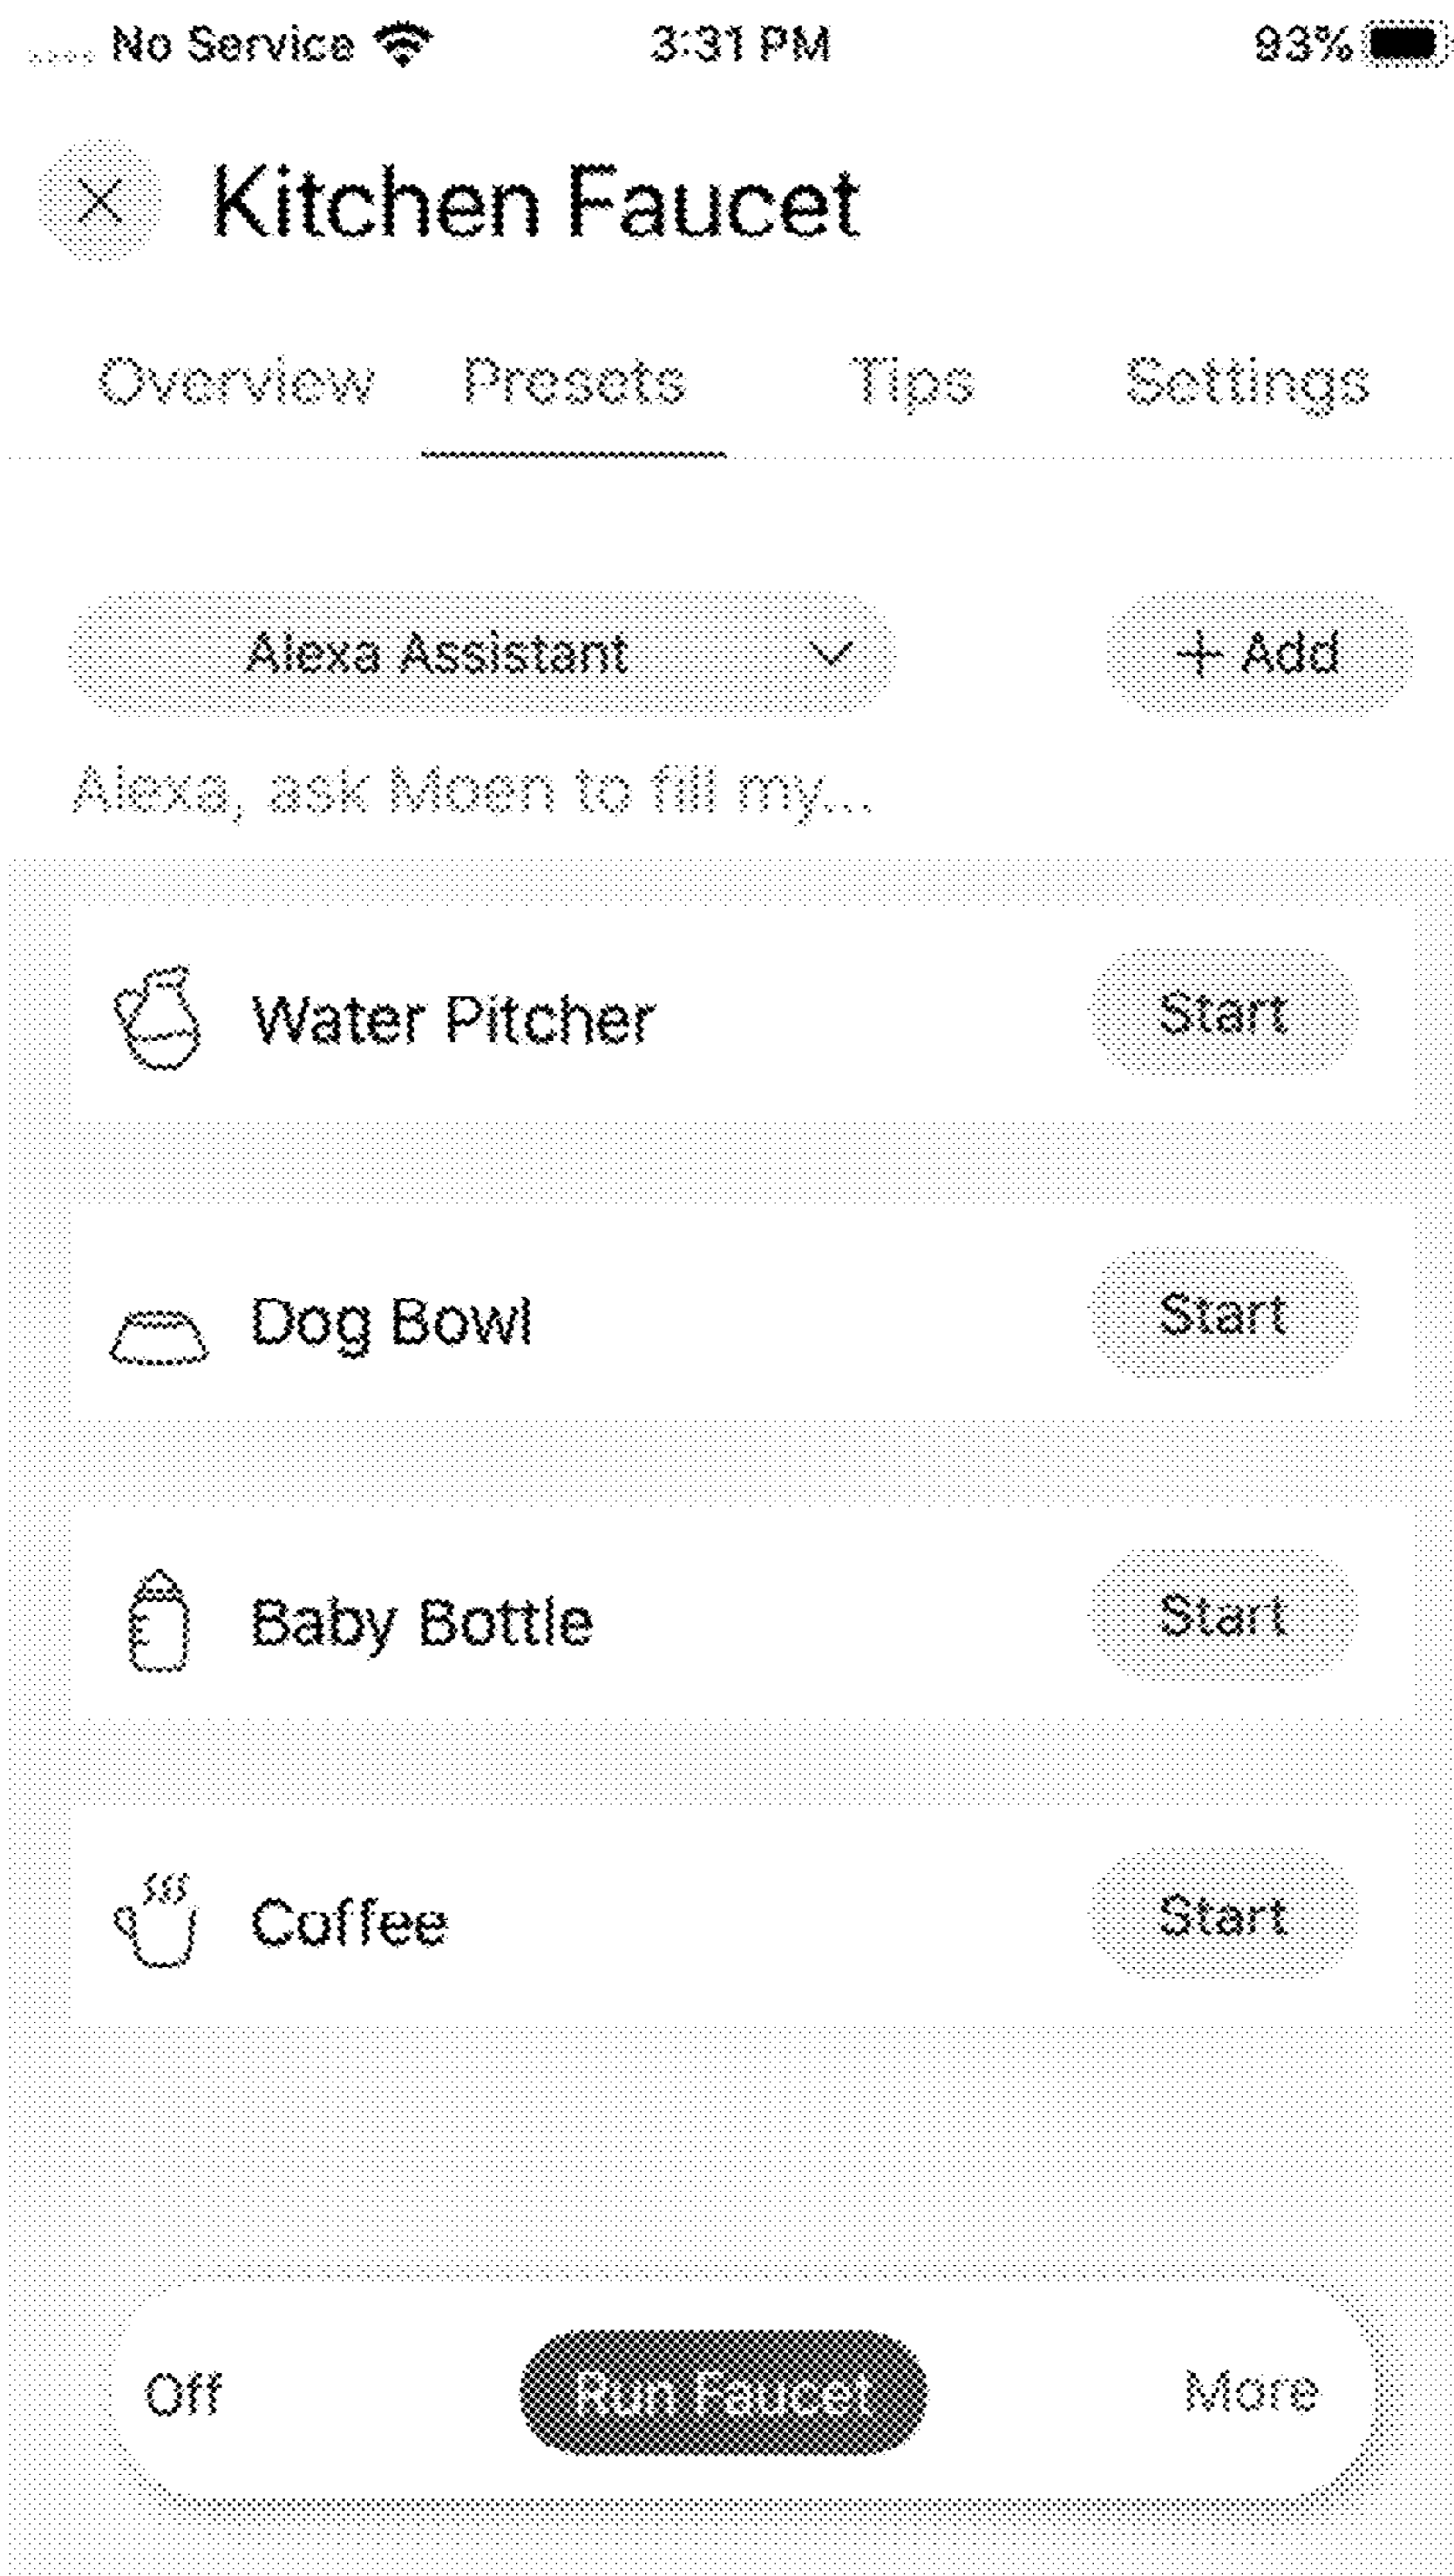 No Service 3:31 PM 93%
Kitchen Faucet
Overview Presets Tips Settings
Alexa Assistant + Add
Alexa, ask Moen to fill my...
Water Pitcher Start
Dog Bowl Start
Baby Bottle Start
Coffee Start
Off Run Faucet More